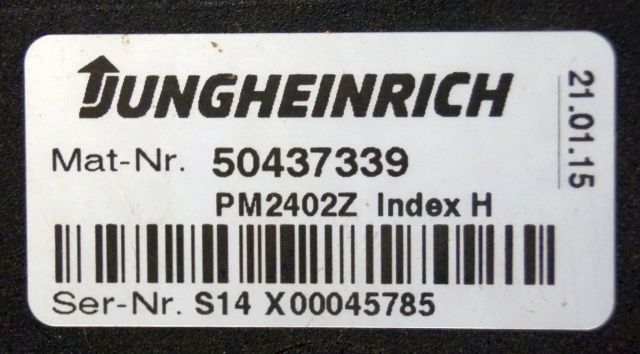 JUNGHEINRICH
Mat-Nr. 50437339
PM2402Z Index H
Ser-Nr. S14 X00045785
21.01.15